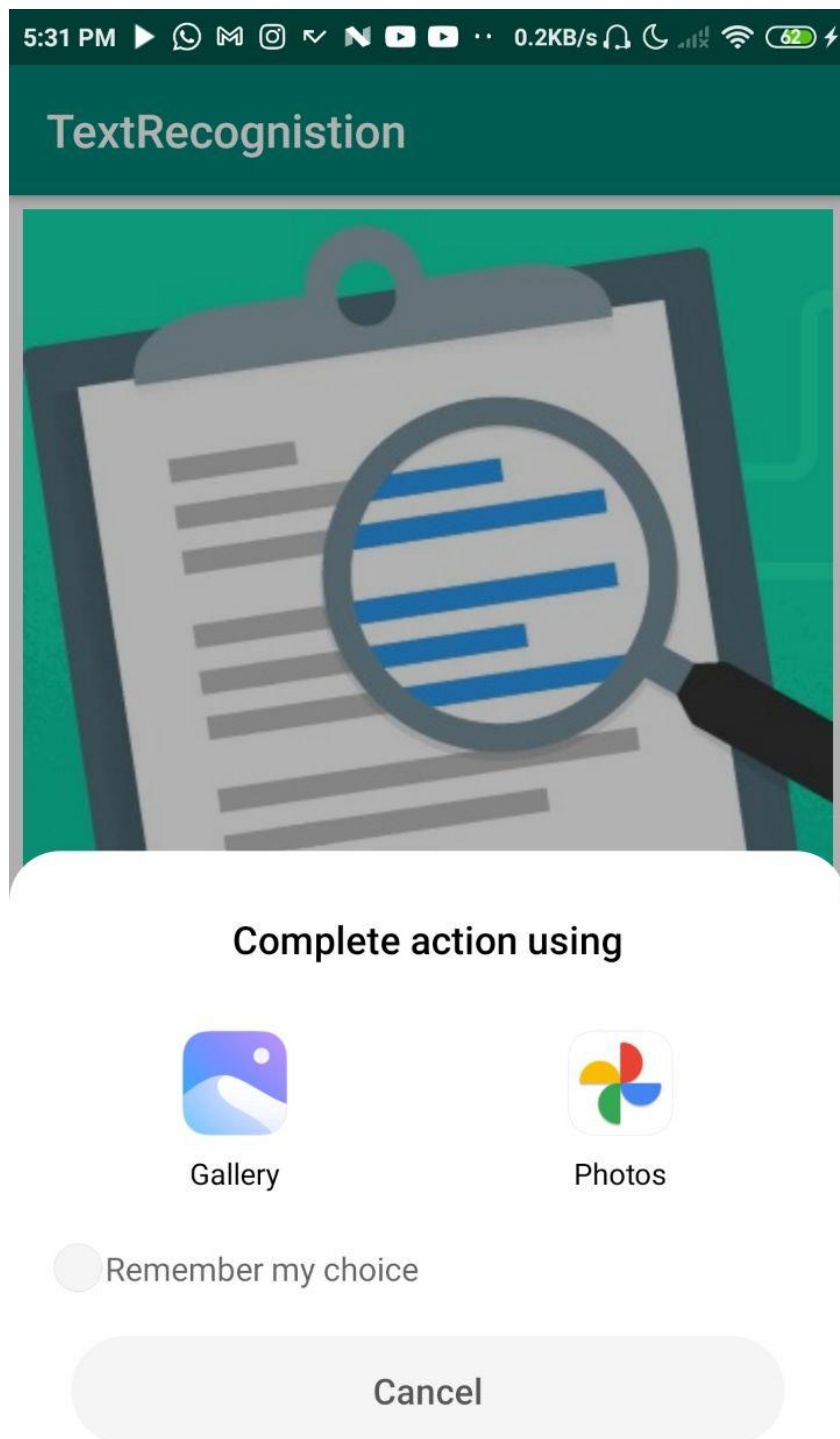 5:31 PM 0.2KB/s 62
TextRecognistion
Complete action using
Gallery Photos
Remember my choice
Cancel